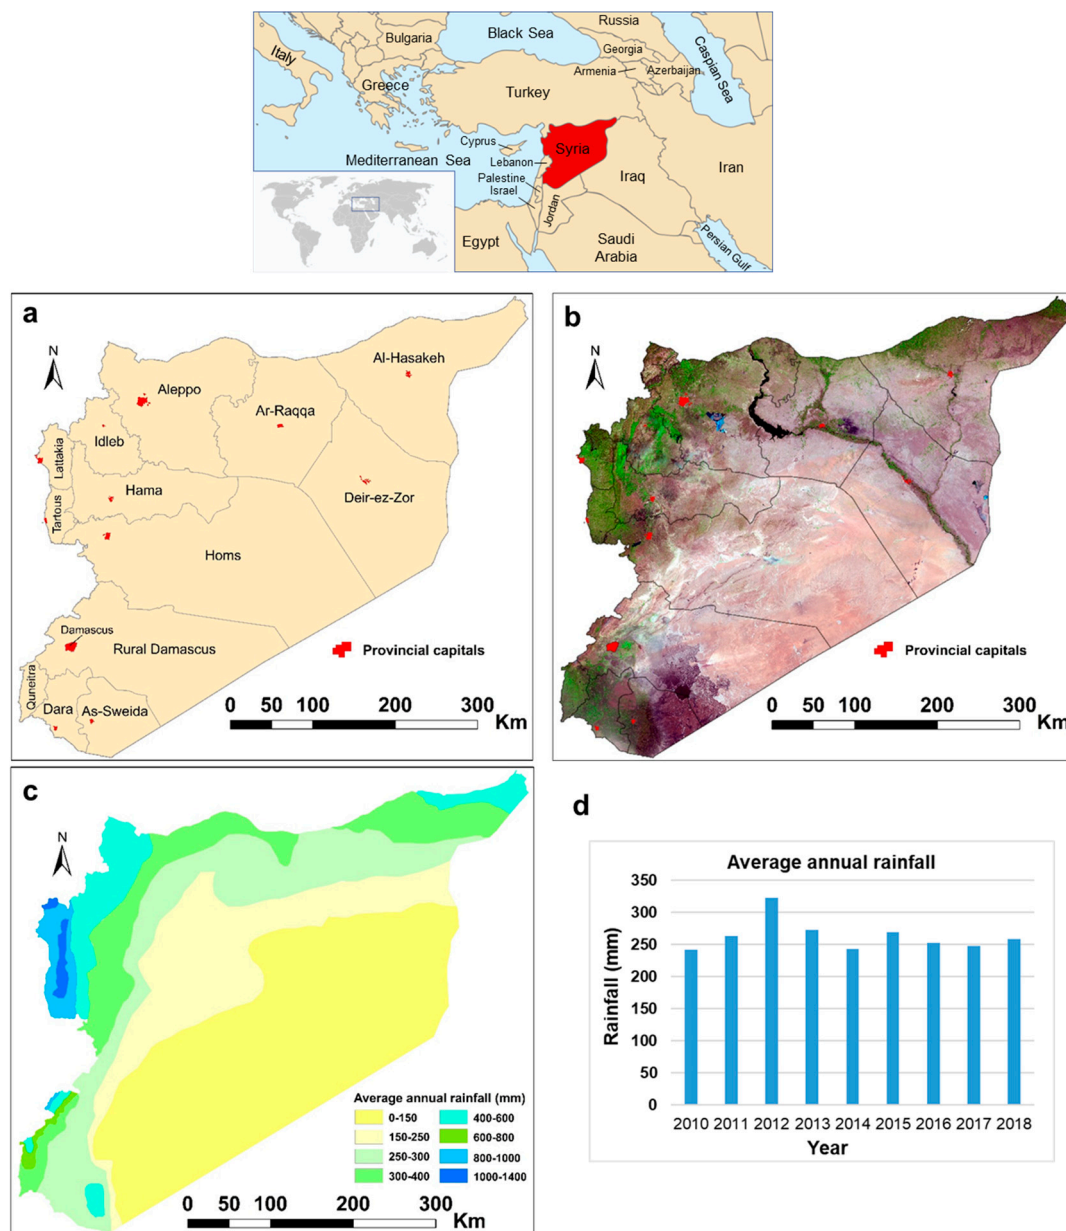 Russia
Black Sea
Bulgaria
Italy
Georgia
Caspian Sea
Armenia
Azerbaijan
Greece
Turkey
Cyprus
Syria
Mediterranean Sea
Lebanon
Iran
Palestine
Iraq
Israel
Jordan
Egypt
Saudi
Arabia
Persian Gulf
a
N
Al-Hasakeh
Aleppo
Ar-Raqqa
Idleb
Lattakia
Hama
Deir-ez-Zor
Tartous
Homs
Damascus
Rural Damascus
Provincial capitals
Quneitra
Dara
As-Sweida
0 50 100 200 300
Km
b
N
Provincial capitals
0 50 100 200 300
Km
c
N
Average annual rainfall (mm)
0-150
400-600
150-250
600-800
250-300
800-1000
300-400
1000-1400
0 50 100 200 300
Km
d
Average annual rainfall
Rainfall (mm)
350
300
250
200
150
100
50
0
2010 2011 2012 2013 2014 2015 2016 2017 2018
Year